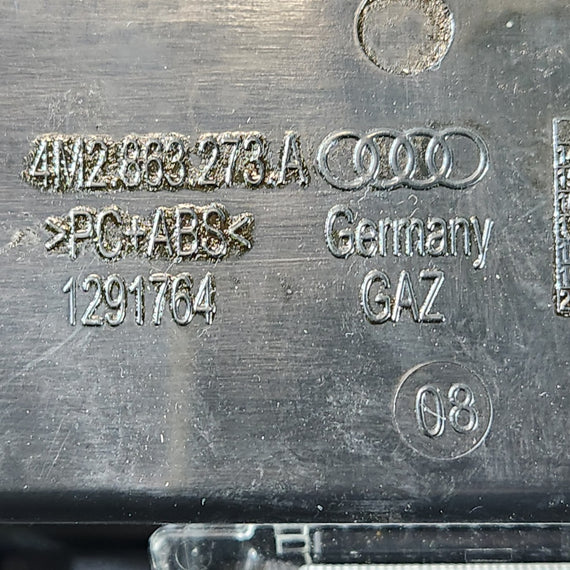 4M2.863.273.A
>PC+ABS<
1291764
Germany
GAZ
08